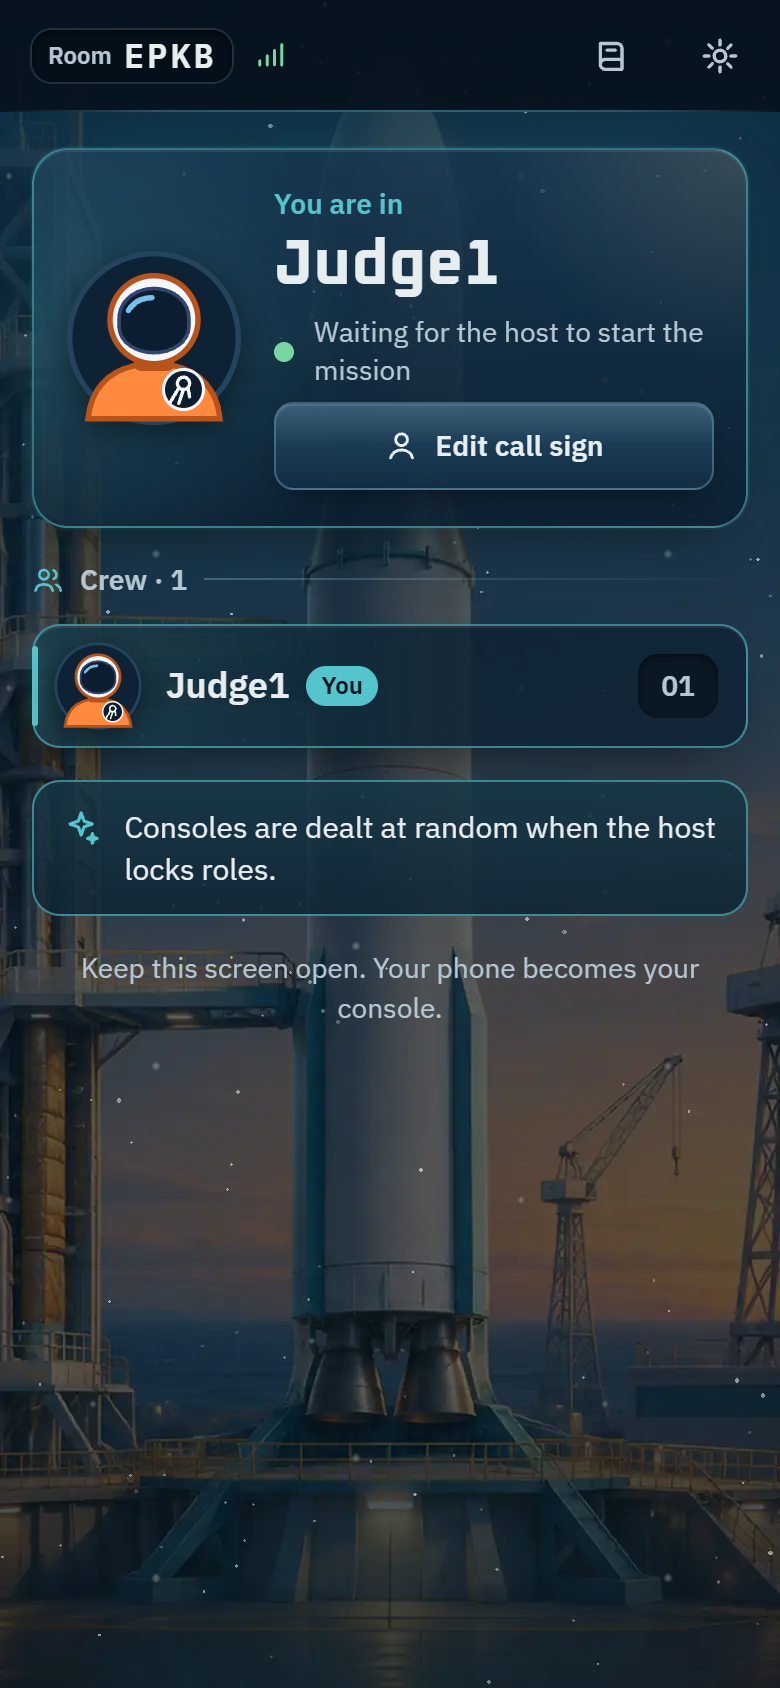 Room EPKB
You are in
Judge1
Waiting for the host to start the
mission
Edit call sign
Crew · 1
Judge1 You 01
Consoles are dealt at random when the host
locks roles.
Keep this screen open. Your phone becomes your
console.